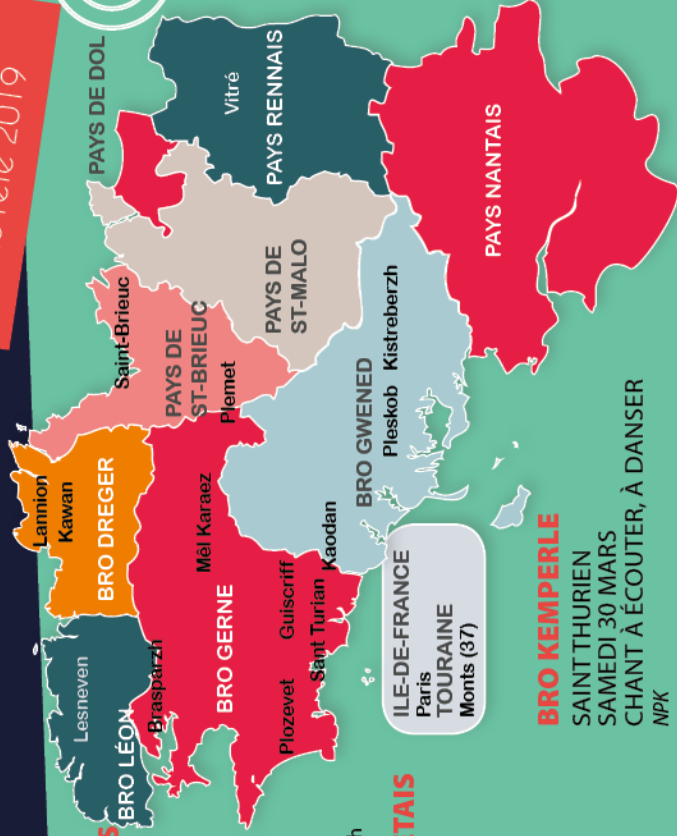 PAYS DE DOL
Vitré
PAYS RENNAIS
PAYS NANTAIS
PAYS DE
ST-MALO
Saint-Brieuc
PAYS DE
ST-BRIEUC
Plemet
Kistreberzh
Pleskob
BRO GWENED
Lannion
Kawan
BRO DREGER
Mêl Karaez
Kaodan
BRO GERNE
Guiscriff
Sant Turian
Plozevet
Brasparzh
Lesneven
BRO LÉON
ILE-DE-FRANCE
Paris
TOURAINE
Monts (37)
BRO KEMPERLE
SAINT THURIEN
SAMEDI 30 MARS
CHANT À ÉCOUTER, À DANSER
NPK
2019
TAIS